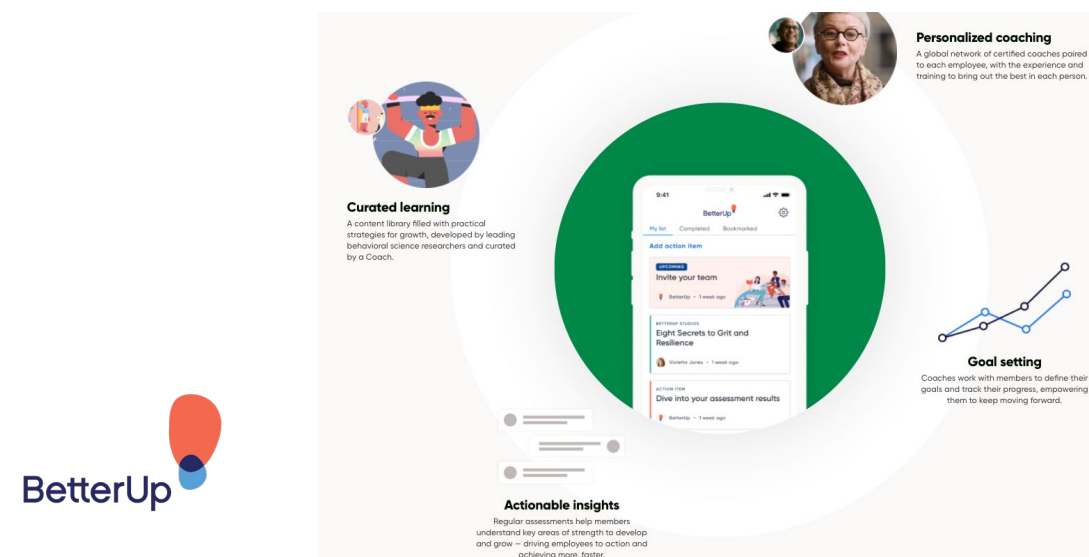 Personalized coaching
A global network of certified coaches paired
to each employee, with the experience and
training to bring out the best in each person.
Curated learning
A content library filled with practical
strategies for growth, developed by leading
behavioral science researchers and curated
by a Coach.
9:41
BetterUp
My list Completed Bookmarked
Add action item
UPCOMING
Invite your team
BetterUp • 1 week ago
BETTERUP STUDIOS
Eight Secrets to Grit and
Resilience
Violette Jones • 1 week ago
ACTION ITEM
Dive into your assessment results
BetterUp • 1 week ago
Goal setting
Coaches work with members to define their
goals and track their progress, empowering
them to keep moving forward.
BetterUp
Actionable insights
Regular assessments help members
understand key areas of strength to develop
and grow — driving employees to action and
achieving more, faster.